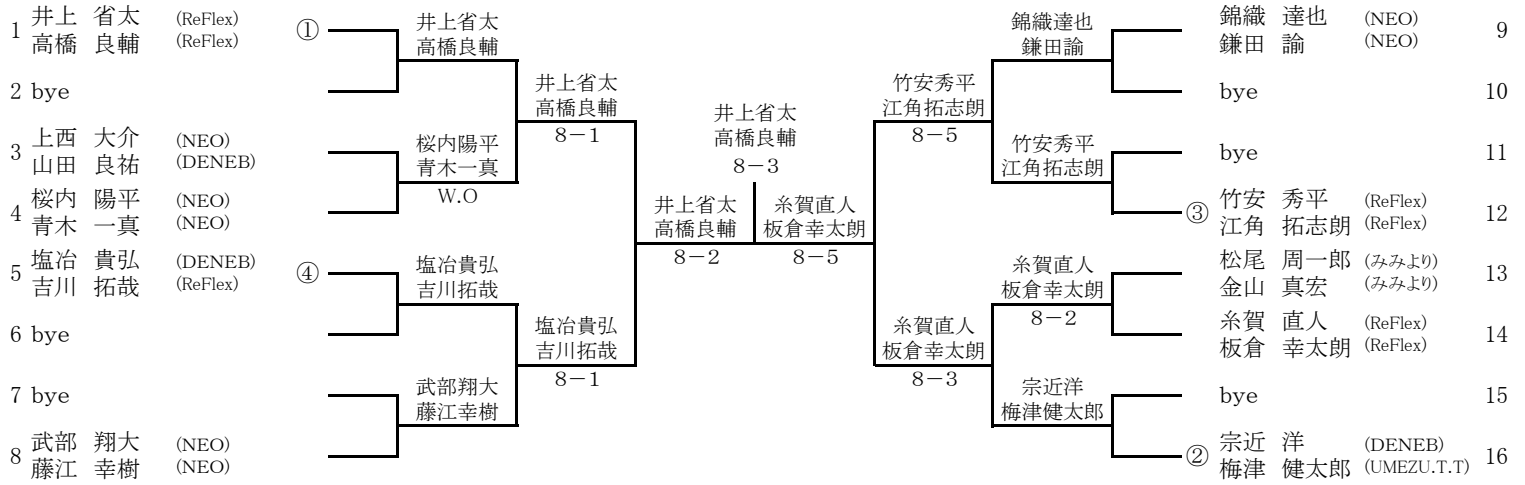 1 井上 省太 (ReFlex)
高橋 良輔 (ReFlex)
①
2 bye
3 上西 大介 (NEO)
山田 良祐 (DENEB)
4 桜内 陽平 (NEO)
青木 一真 (NEO)
5 塩冶 貴弘 (DENEB)
吉川 拓哉 (ReFlex)
④
6 bye
7 bye
8 武部 翔大 (NEO)
藤江 幸樹 (NEO)
井上省太
高橋良輔
桜内陽平
青木一真
W.O
塩冶貴弘
吉川拓哉
武部翔大
藤江幸樹
井上省太
高橋良輔
8-1
塩冶貴弘
吉川拓哉
8-1
井上省太
高橋良輔
8-2
井上省太
高橋良輔
8-3
糸賀直人
板倉幸太朗
8-5
竹安秀平
江角拓志朗
8-5
糸賀直人
板倉幸太朗
8-3
錦織達也
鎌田諭
竹安秀平
江角拓志朗
糸賀直人
板倉幸太朗
8-2
宗近洋
梅津健太郎
錦織 達也 (NEO) 9
鎌田 諭 (NEO)
bye 10
bye 11
③
竹安 秀平 (ReFlex) 12
江角 拓志朗 (ReFlex)
松尾 周一郎 (みみより) 13
金山 真宏 (みみより)
糸賀 直人 (ReFlex) 14
板倉 幸太朗 (ReFlex)
bye 15
②
宗近 洋 (DENEB) 16
梅津 健太郎 (UMEZU.T.T)